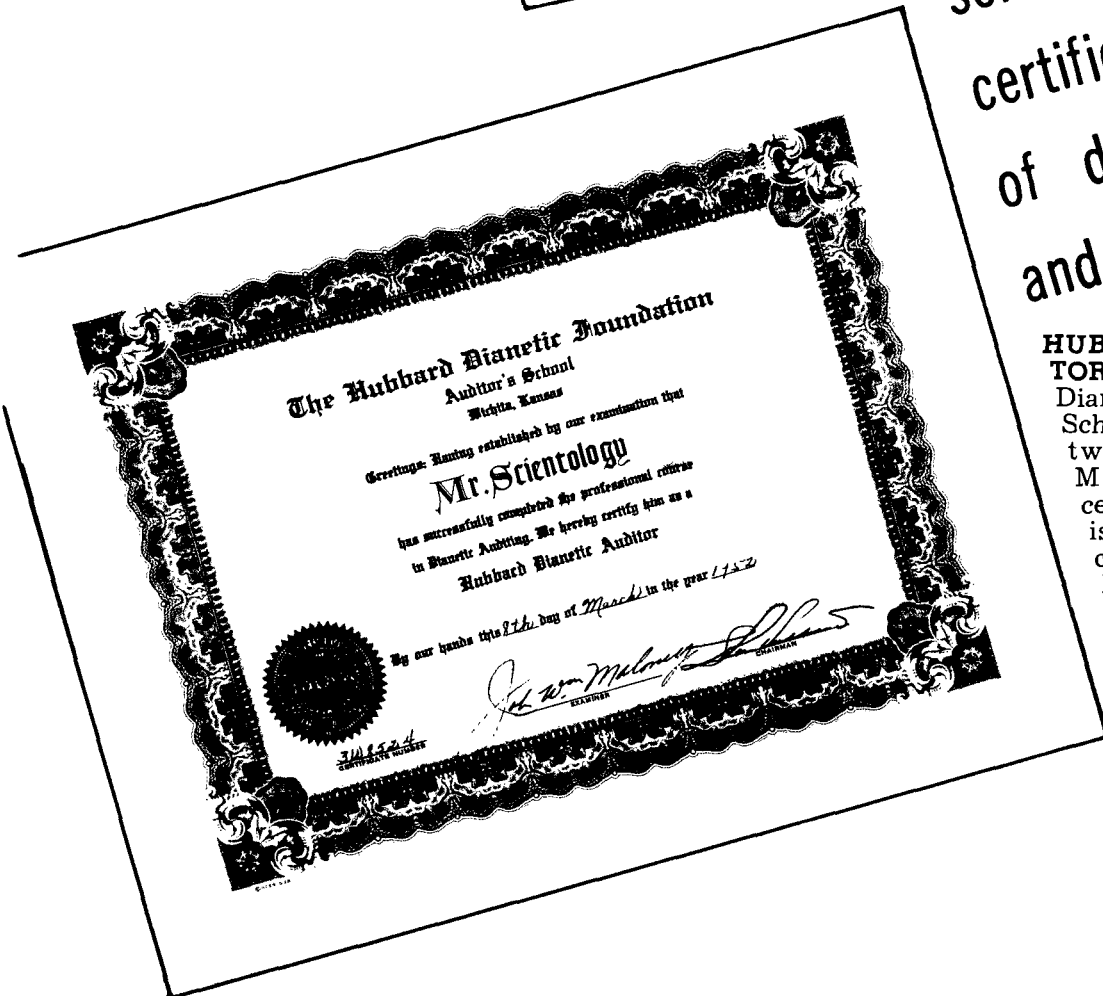 certific
of d
and
The Hubbard Dianetic Foundation
Auditor's School
Wichita, Kansas
Greetings: Having established by our examination that
Mr. Scientology
has successfully completed the professional course
in Dianetic Auditing. We hereby certify him as a
Hubbard Dianetic Auditor
By our hands this 8th day of March in the year 1952
EXAMINER
CHAIRMAN
CERTIFICATE NUMBER
HUB
TOR
Dian
Sch
tw
M
ce
is